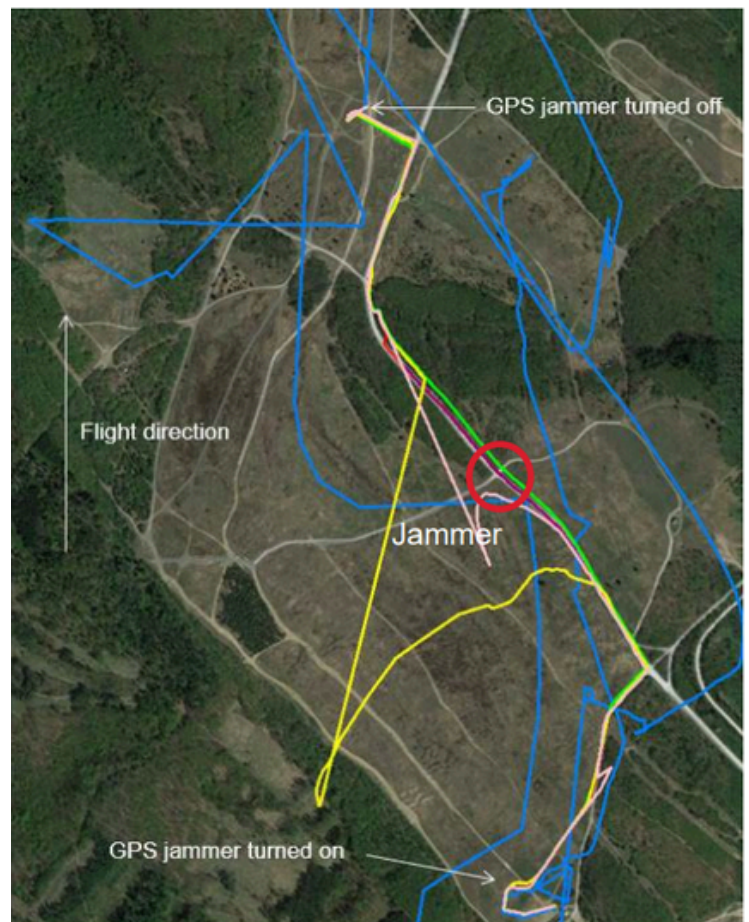 GPS jammer turned off
Flight direction
Jammer
GPS jammer turned on